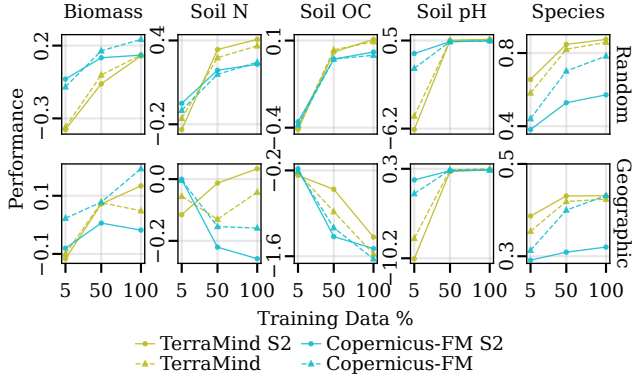 Biomass Soil N Soil OC Soil pH Species
0.2 0.4 0.5 0.8
−0.3 −0.2 −0.4 −6.2 0.4
Random
Performance
0.1 0.0 −0.2 0.3 0.5
−0.1 −0.2 −1.6 −10.2 0.3
Geographic
5 50 100 5 50 100 5 50 100 5 50 100 5 50 100
Training Data %
TerraMind S2 Copernicus-FM S2
TerraMind Copernicus-FM